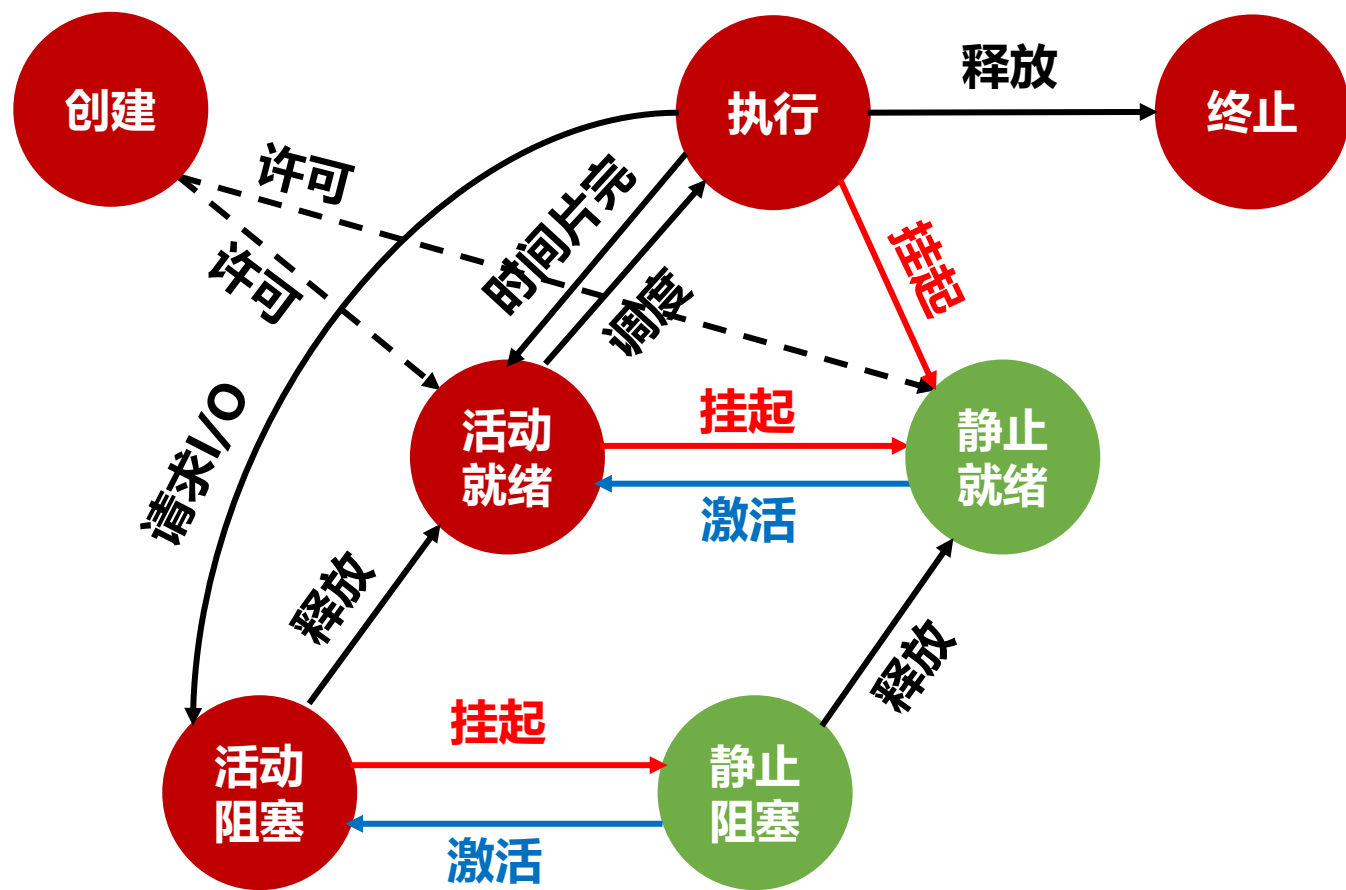 创建
执行
释放
终止
许可
许可
时间片完
调度
挂起
请求I/O
活动
就绪
挂起
激活
静止
就绪
释放
释放
活动
阻塞
挂起
激活
静止
阻塞